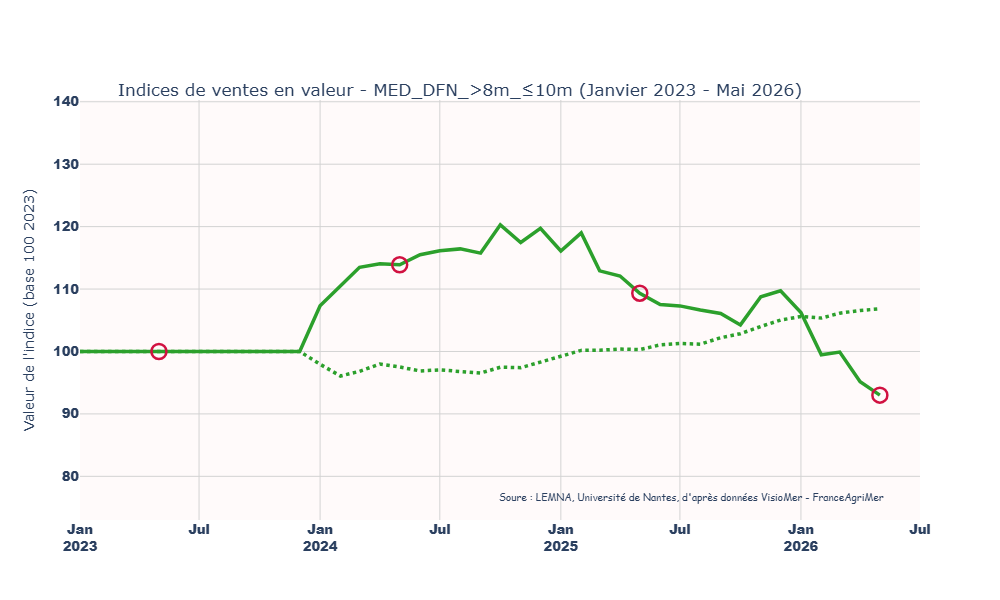 Indices de ventes en valeur - MED_DFN_>8m_≤10m (Janvier 2023 - Mai 2026)
Valeur de l'indice (base 100 2023)
140
130
120
110
100
90
80
Soure : LEMNA, Université de Nantes, d'après données VisioMer - FranceAgriMer
Jan Jul Jan Jul Jan Jul Jan Jul
2023 2024 2025 2026